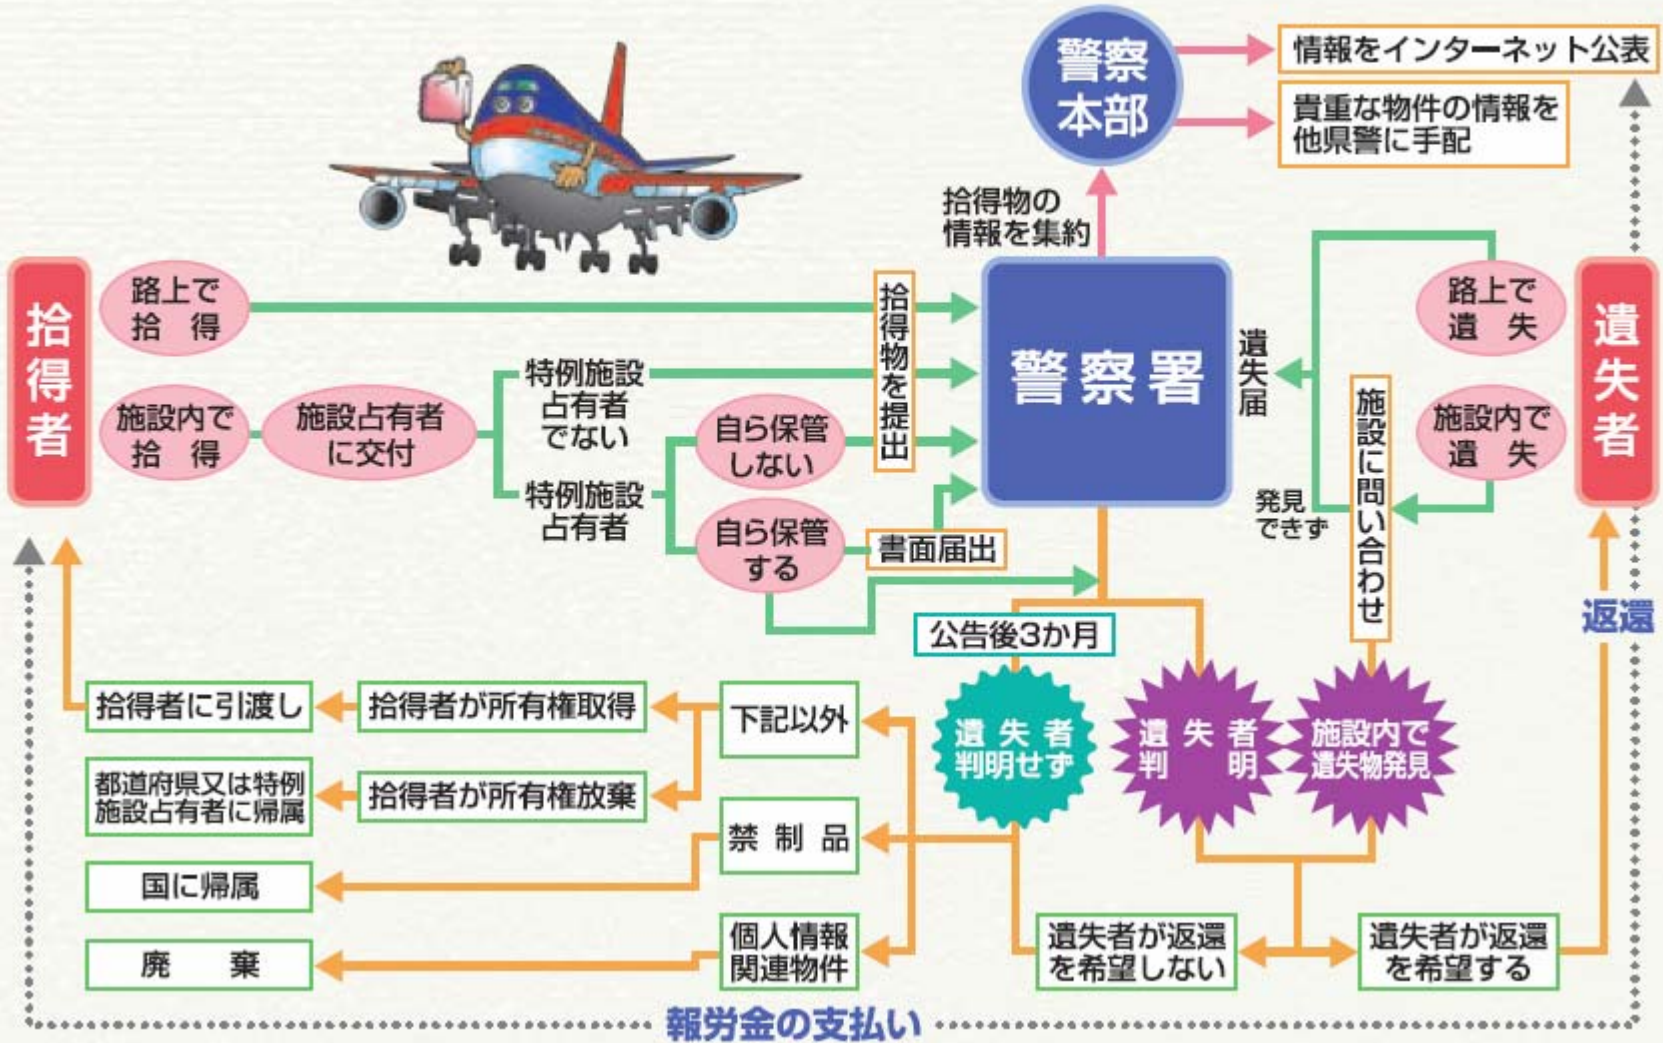 警察
本部
情報をインターネット公表
貴重な物件の情報を
他県警に手配
拾得物の
情報を集約
拾得者
路上で
拾 得
施設内で
拾 得
施設占有者
に交付
特例施設
占有者
でない
特例施設
占有者
自ら保管
しない
自ら保管
する
拾得物を提出
書面届出
警察署
遺失届
発見
できず
施設に問い合わせ
路上で
遺 失
施設内で
遺 失
遺失者
返還
公告後3か月
遺 失 者
判明せず
遺 失 者
判 明
施設内で
遺失物発見
拾得者に引渡し
拾得者が所有権取得
下記以外
都道府県又は特例
施設占有者に帰属
拾得者が所有権放棄
禁 制 品
国に帰属
個人情報
関連物件
廃 棄
遺失者が返還
を希望しない
遺失者が返還
を希望する
報労金の支払い